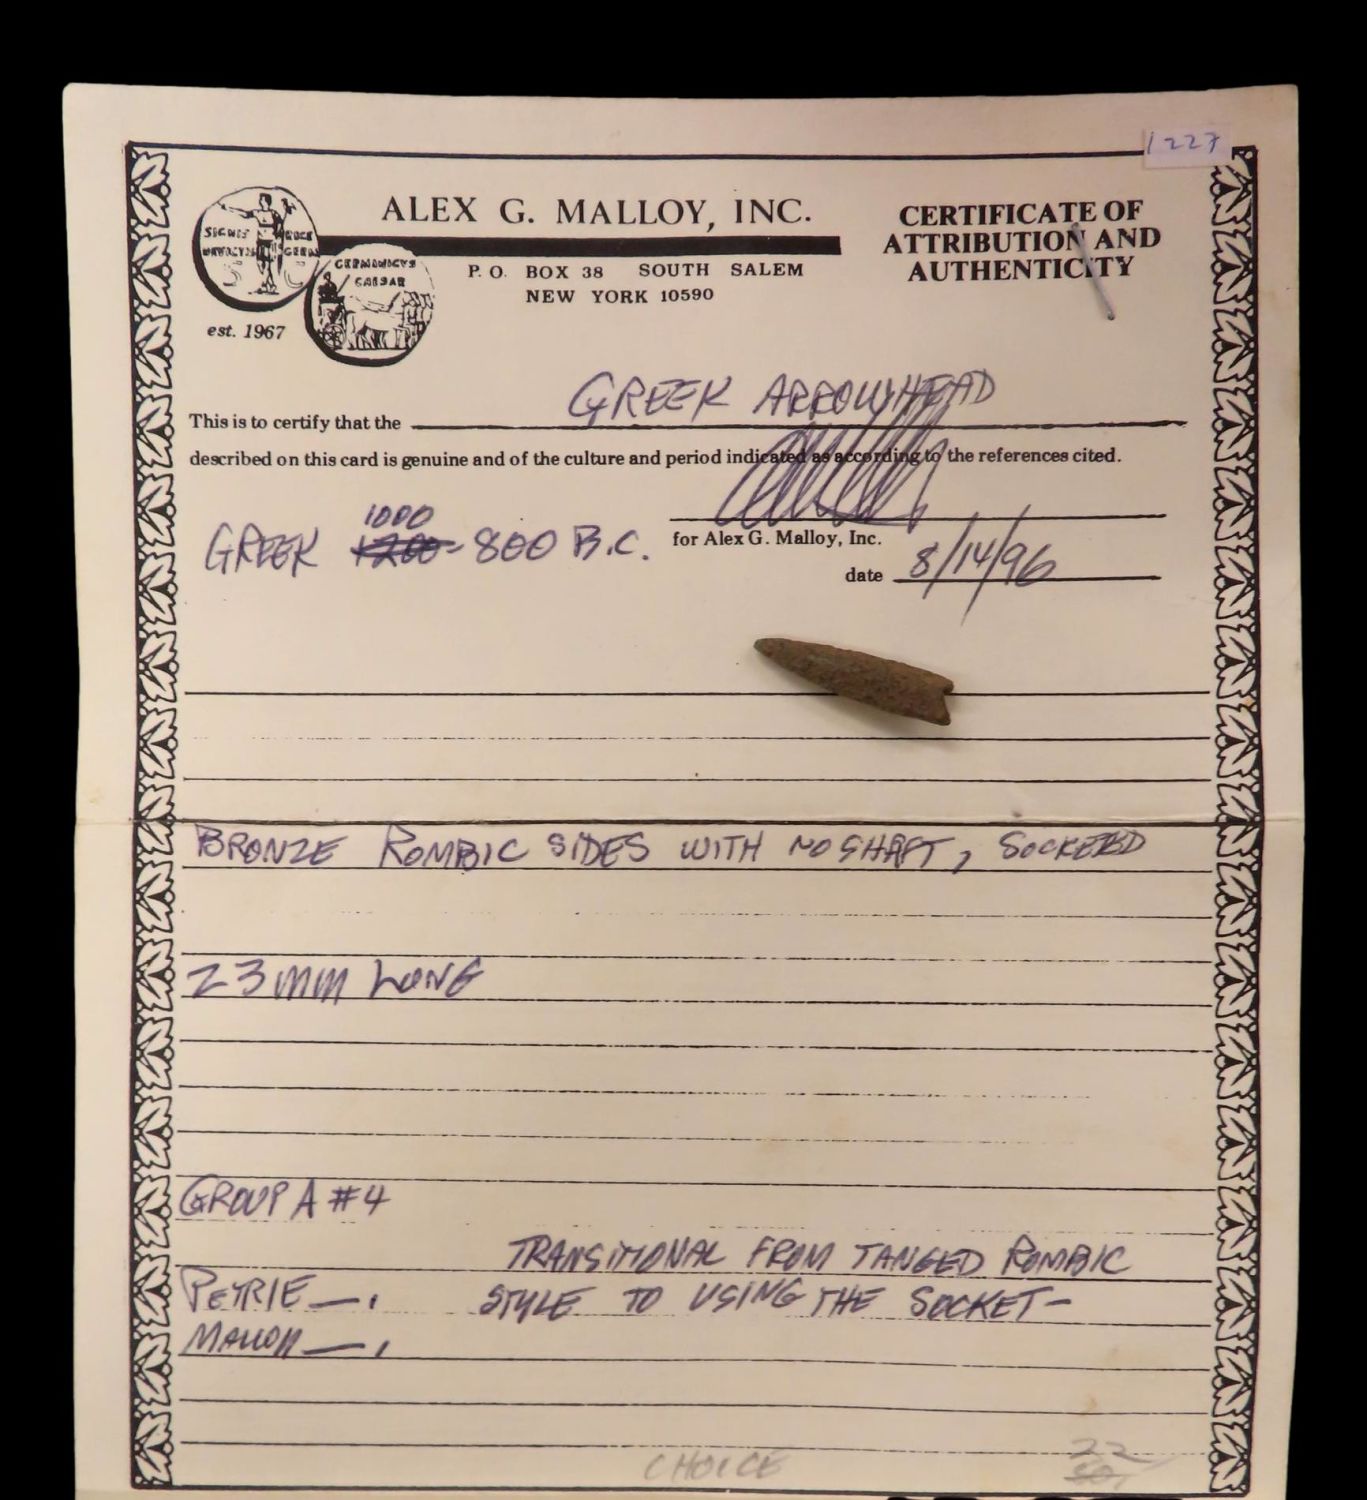 1227
ALEX G. MALLOY, INC.
CERTIFICATE OF
ATTRIBUTION AND
AUTHENTICITY
P. O. BOX 38 SOUTH SALEM
NEW YORK 10590
GERMANICVS
CAESAR
est. 1967
This is to certify that the GREEK ARROWHEAD
described on this card is genuine and of the culture and period indicated as according to the references cited.
1000
GREEK 1200-800 B.C.
for Alex G. Malloy, Inc.
date 8/14/96
BRONZE ROMBIC SIDES WITH NO SHAFT, SOCKETED
23mm LONG
GROUP A #4
TRANSITIONAL FROM TANGED ROMBIC
PETRIE —. STYLE TO USING THE SOCKET-
MALLOY —.
CHOICE
22